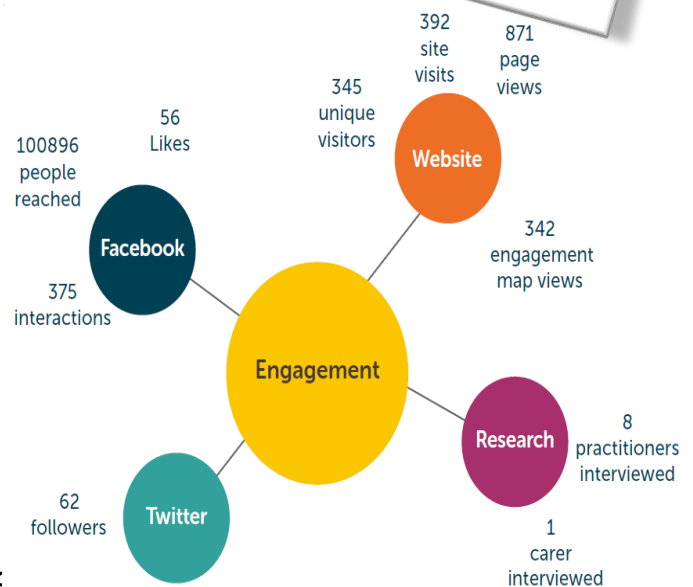 392
site
visits
871
page
views
345
unique
visitors
Website
342
engagement
map views
56
Likes
100896
people
reached
Facebook
375
interactions
Engagement
Research
8
practitioners
interviewed
1
carer
interviewed
Twitter
62
followers